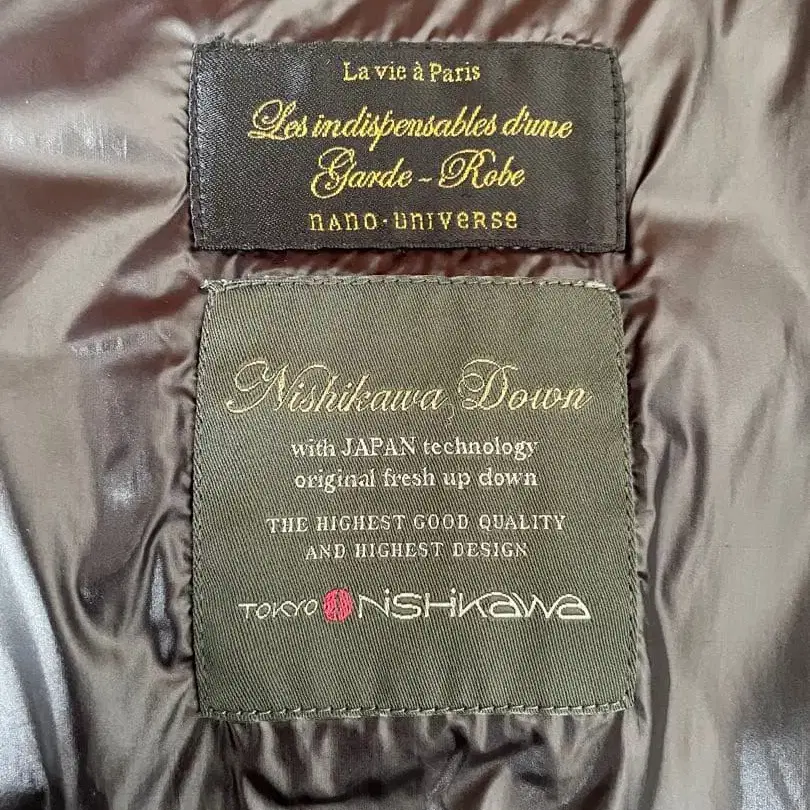 La vie à Paris
Les indispensables d'une
Garde - Robe
nano·universe
Nishikawa Down
with JAPAN technology
original fresh up down
THE HIGHEST GOOD QUALITY
AND HIGHEST DESIGN
TOKYO NiSHiKaWa